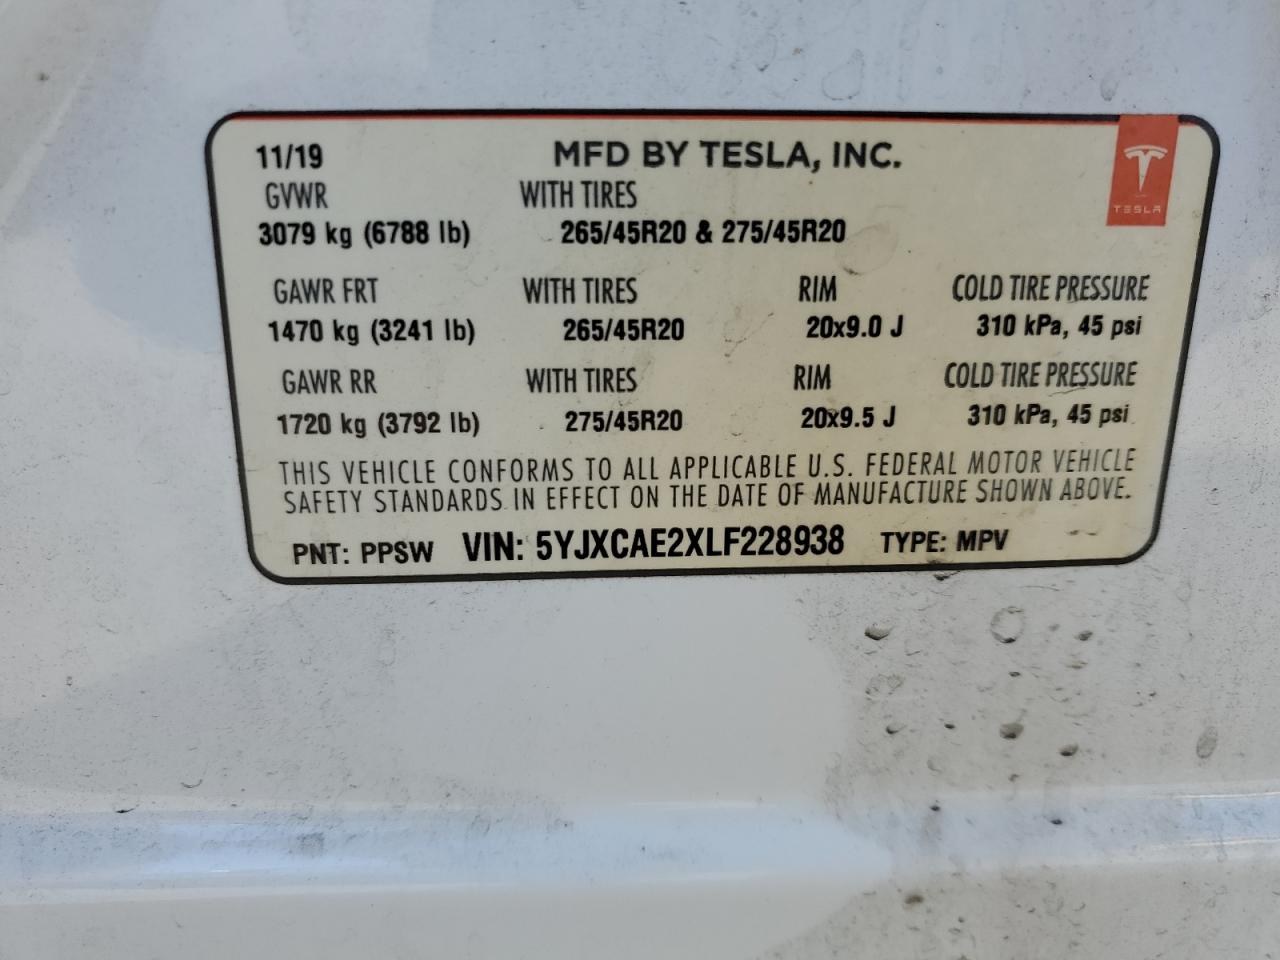 11/19 MFD BY TESLA, INC.
GVWR WITH TIRES
3079 kg (6788 lb) 265/45R20 & 275/45R20
TESLA
GAWR FRT WITH TIRES RIM COLD TIRE PRESSURE
1470 kg (3241 lb) 265/45R20 20x9.0 J 310 kPa, 45 psi
GAWR RR WITH TIRES RIM COLD TIRE PRESSURE
1720 kg (3792 lb) 275/45R20 20x9.5 J 310 kPa, 45 psi
THIS VEHICLE CONFORMS TO ALL APPLICABLE U.S. FEDERAL MOTOR VEHICLE
SAFETY STANDARDS IN EFFECT ON THE DATE OF MANUFACTURE SHOWN ABOVE.
PNT: PPSW VIN: 5YJXCAE2XLF228938 TYPE: MPV